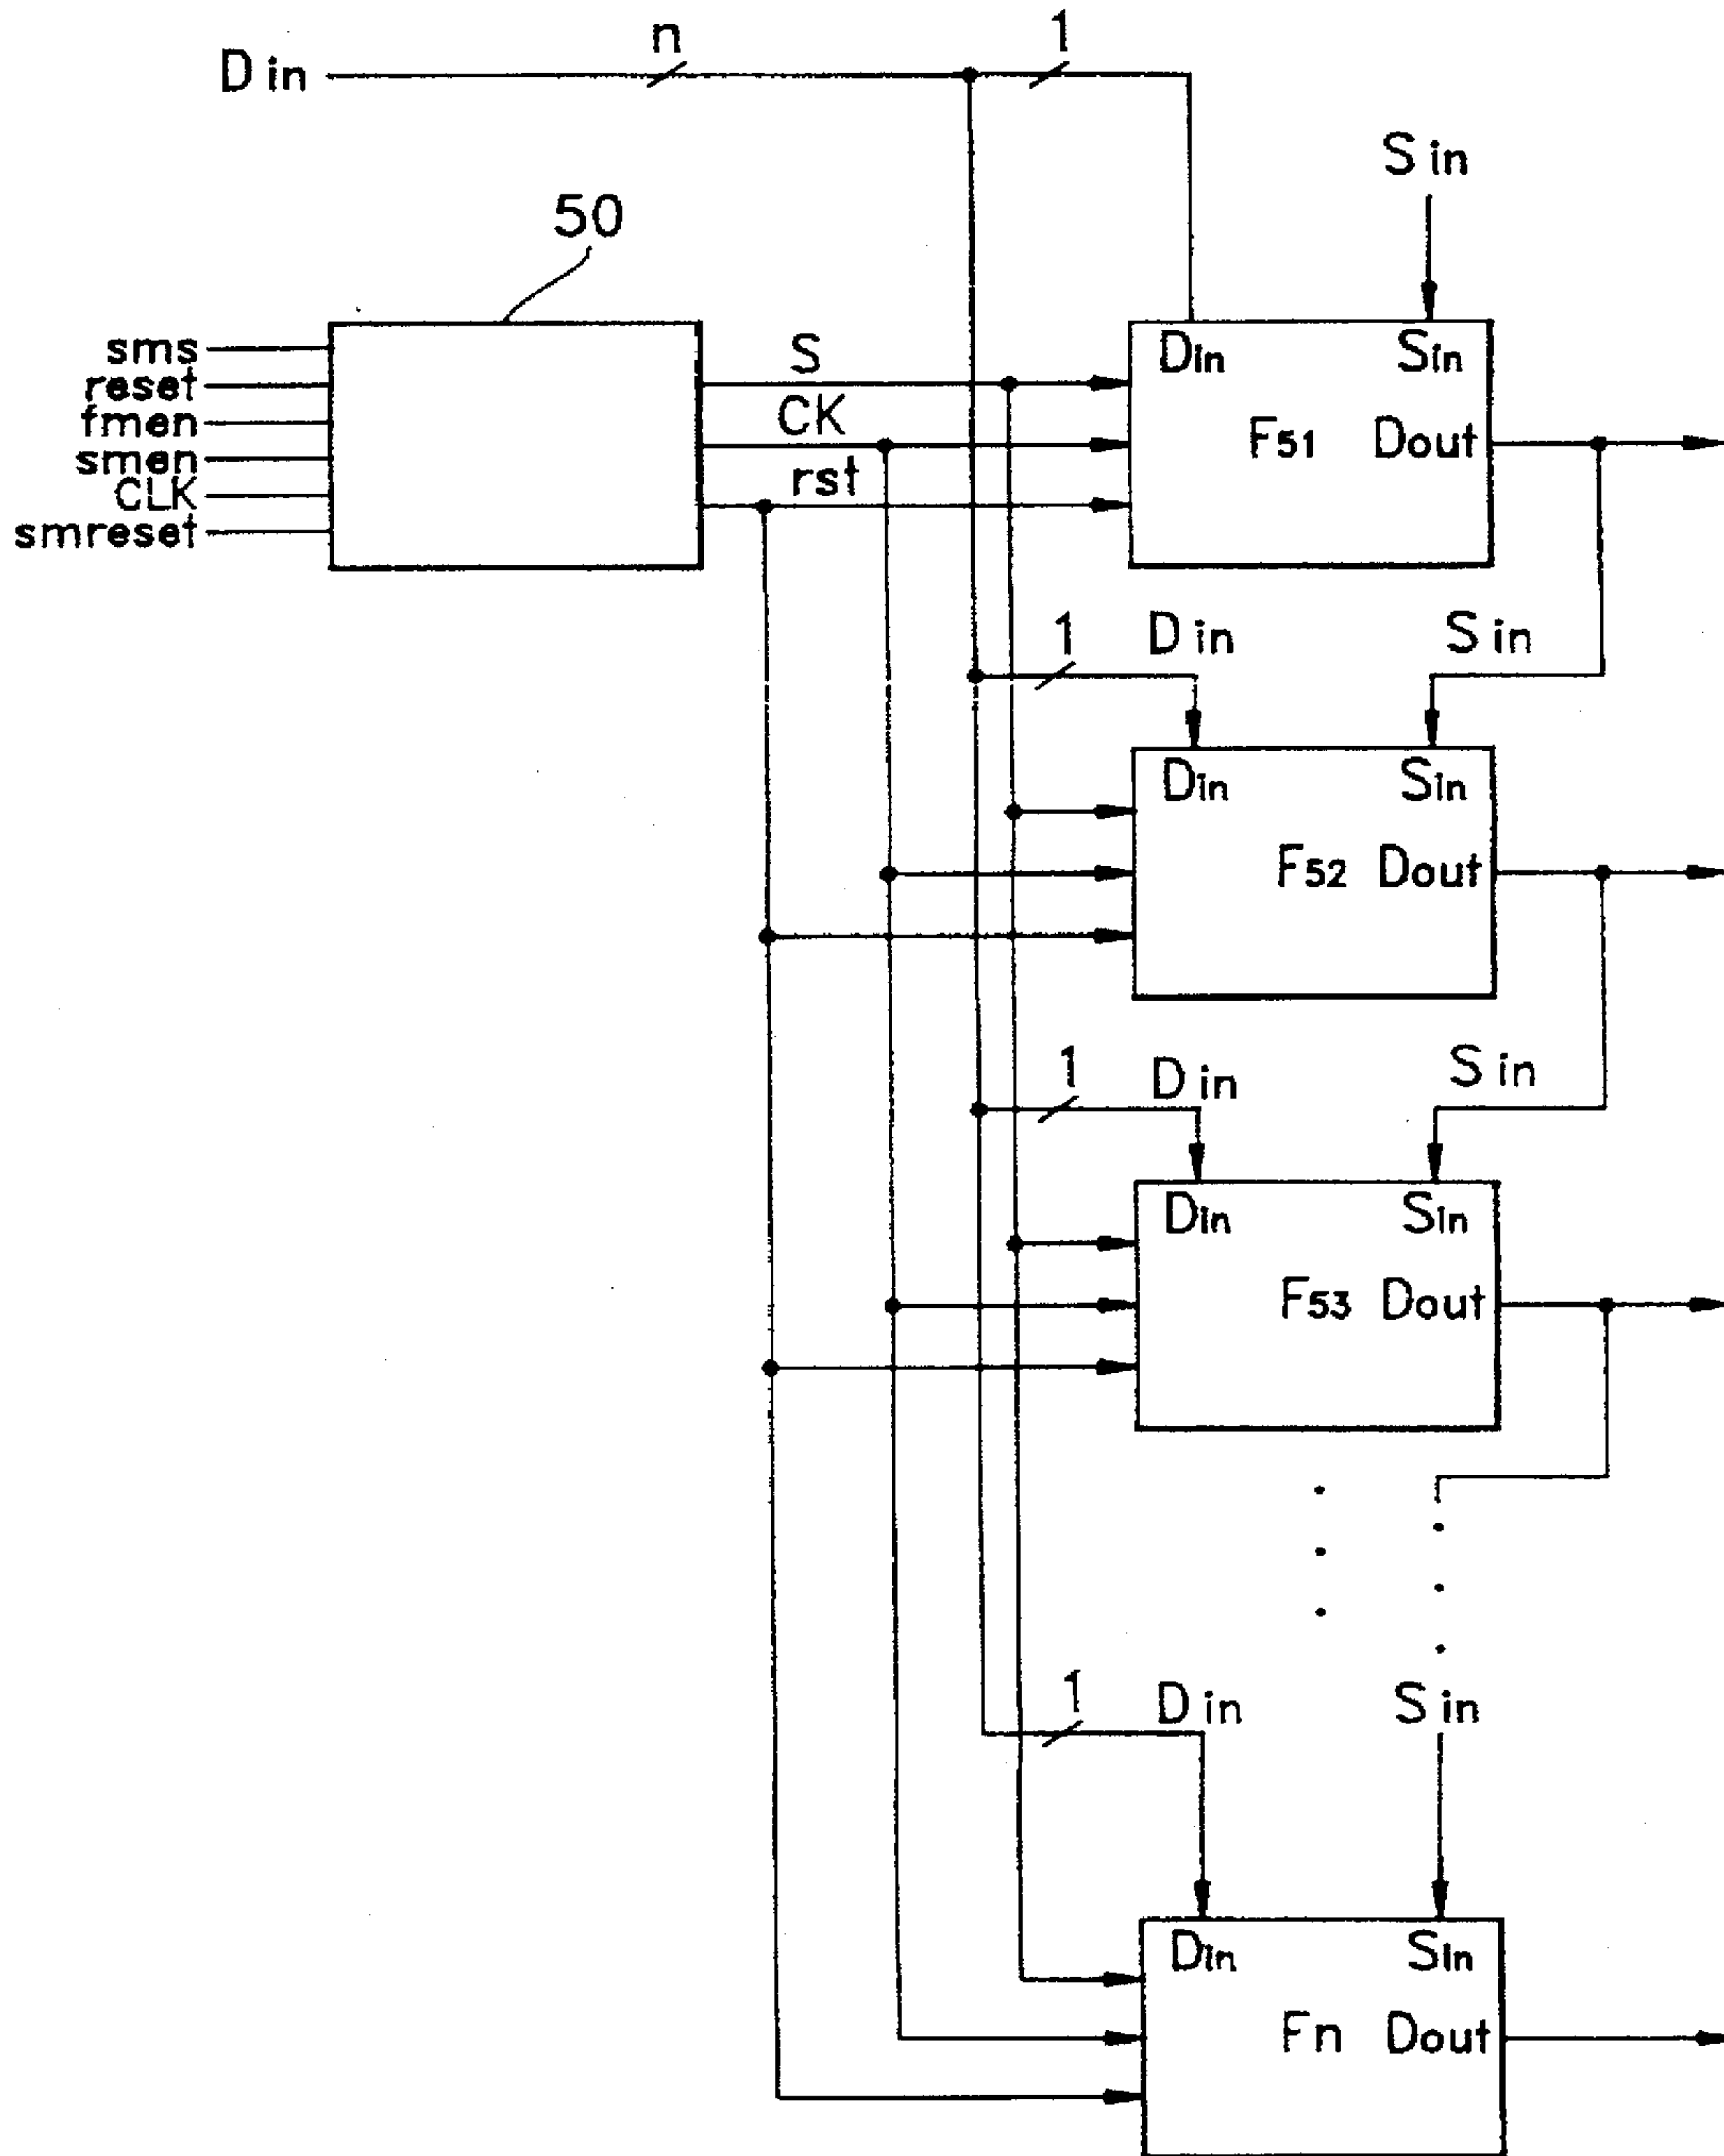 n
1
D in
S in
50
sms
reset
fmen
smen
CLK
smreset
S
CK
rst
Din
Sin
F51
Dout
1
D in
S in
Din
Sin
F52
Dout
1
D in
S in
Din
Sin
F53
Dout
1
D in
S in
Din
Sin
Fn
Dout